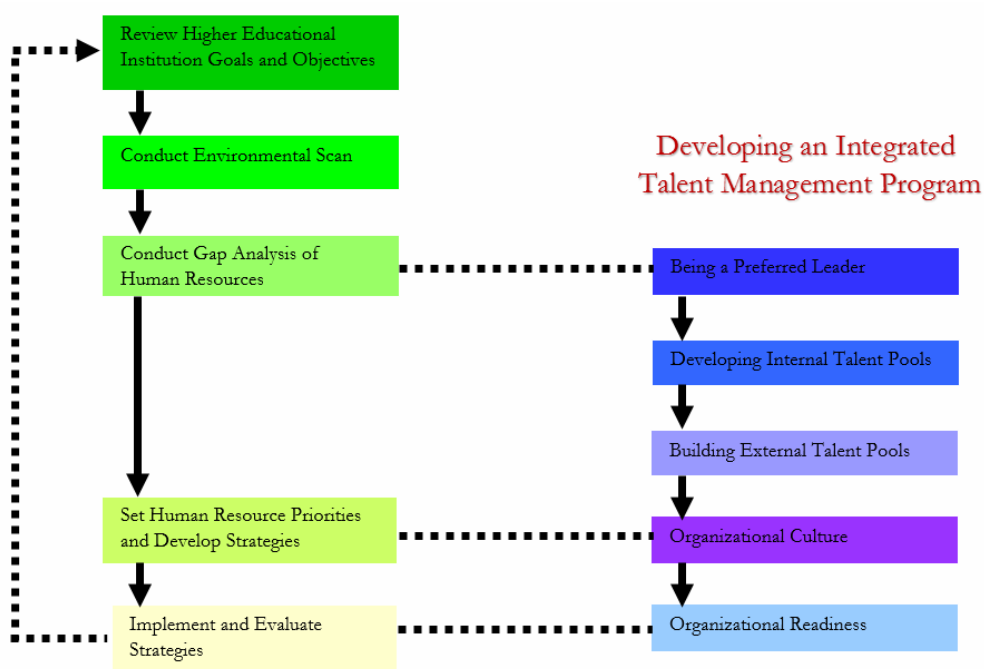 Review Higher Educational
Institution Goals and Objectives
Conduct Environmental Scan
Conduct Gap Analysis of
Human Resources
Set Human Resource Priorities
and Develop Strategies
Implement and Evaluate
Strategies
Developing an Integrated
Talent Management Program
Being a Preferred Leader
Developing Internal Talent Pools
Building External Talent Pools
Organizational Culture
Organizational Readiness